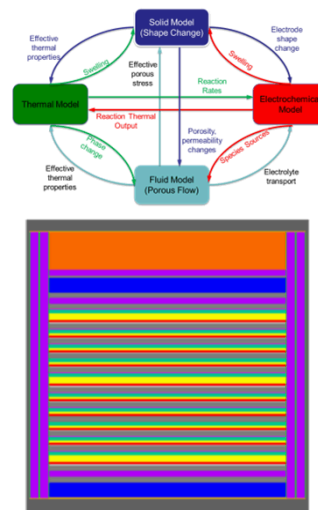 Solid Model
(Shape Change)
Effective
thermal
properties
Swelling
Effective
porous
stress
Swelling
Electrode
shape
change
Thermal Model
Reaction
Rates
Electrochemical
Model
Reaction Thermal
Output
Phase
change
Porosity,
permeability
changes
Species Sources
Effective
thermal
properties
Fluid Model
(Porous Flow)
Electrolyte
transport